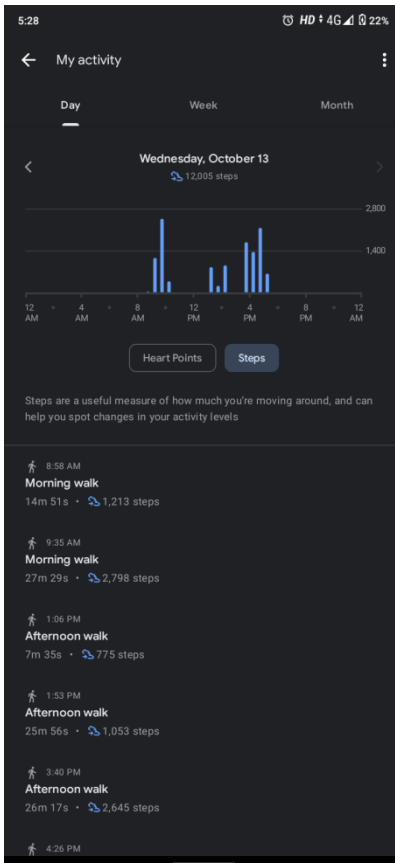 5:28 HD 4G 22%
My activity
Day Week Month
Wednesday, October 13
12,005 steps
2,800
1,400
12 AM 4 AM 8 AM 12 PM 4 PM 8 PM 12 AM
Heart Points Steps
Steps are a useful measure of how much you're moving around, and can
help you spot changes in your activity levels
8:58 AM
Morning walk
14m 51s • 1,213 steps
9:35 AM
Morning walk
27m 29s • 2,798 steps
1:06 PM
Afternoon walk
7m 35s • 775 steps
1:53 PM
Afternoon walk
25m 56s • 1,053 steps
3:40 PM
Afternoon walk
26m 17s • 2,645 steps
4:26 PM